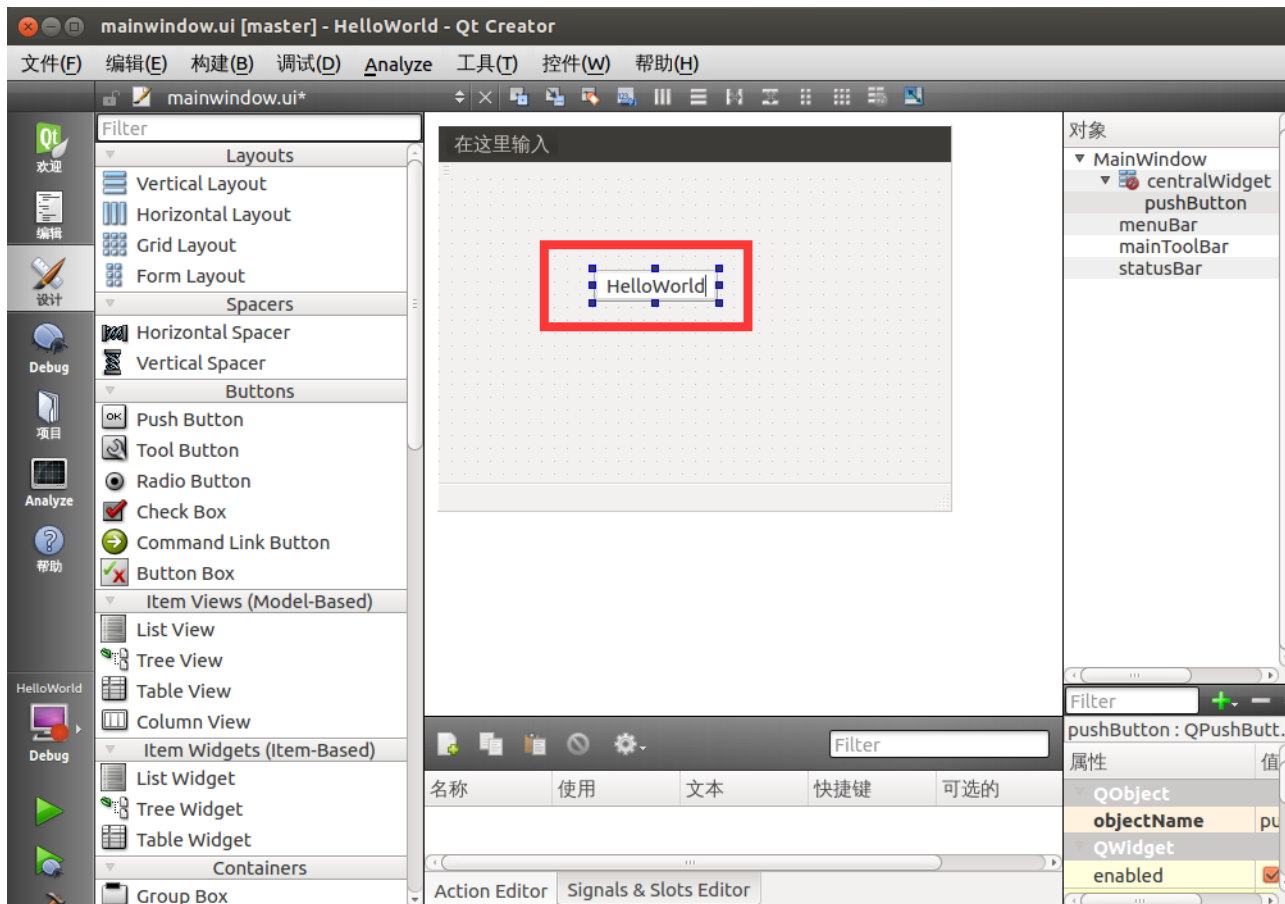 mainwindow.ui [master] - HelloWorld - Qt Creator
文件(F) 编辑(E) 构建(B) 调试(D) Analyze 工具(T) 控件(W) 帮助(H)
mainwindow.ui*
Qt
欢迎
编辑
设计
Debug
项目
Analyze
帮助
HelloWorld
Debug
Filter
Layouts
Vertical Layout
Horizontal Layout
Grid Layout
Form Layout
Spacers
Horizontal Spacer
Vertical Spacer
Buttons
OK Push Button
Tool Button
Radio Button
Check Box
Command Link Button
Button Box
Item Views (Model-Based)
List View
Tree View
Table View
Column View
Item Widgets (Item-Based)
List Widget
Tree Widget
Table Widget
Containers
Group Box
在这里输入
HelloWorld
Filter
名称 使用 文本 快捷键 可选的
Action Editor Signals & Slots Editor
对象
MainWindow
centralWidget
pushButton
menuBar
mainToolBar
statusBar
Filter
pushButton : QPushButt.
属性 值
QObject
objectName pu
QWidget
enabled